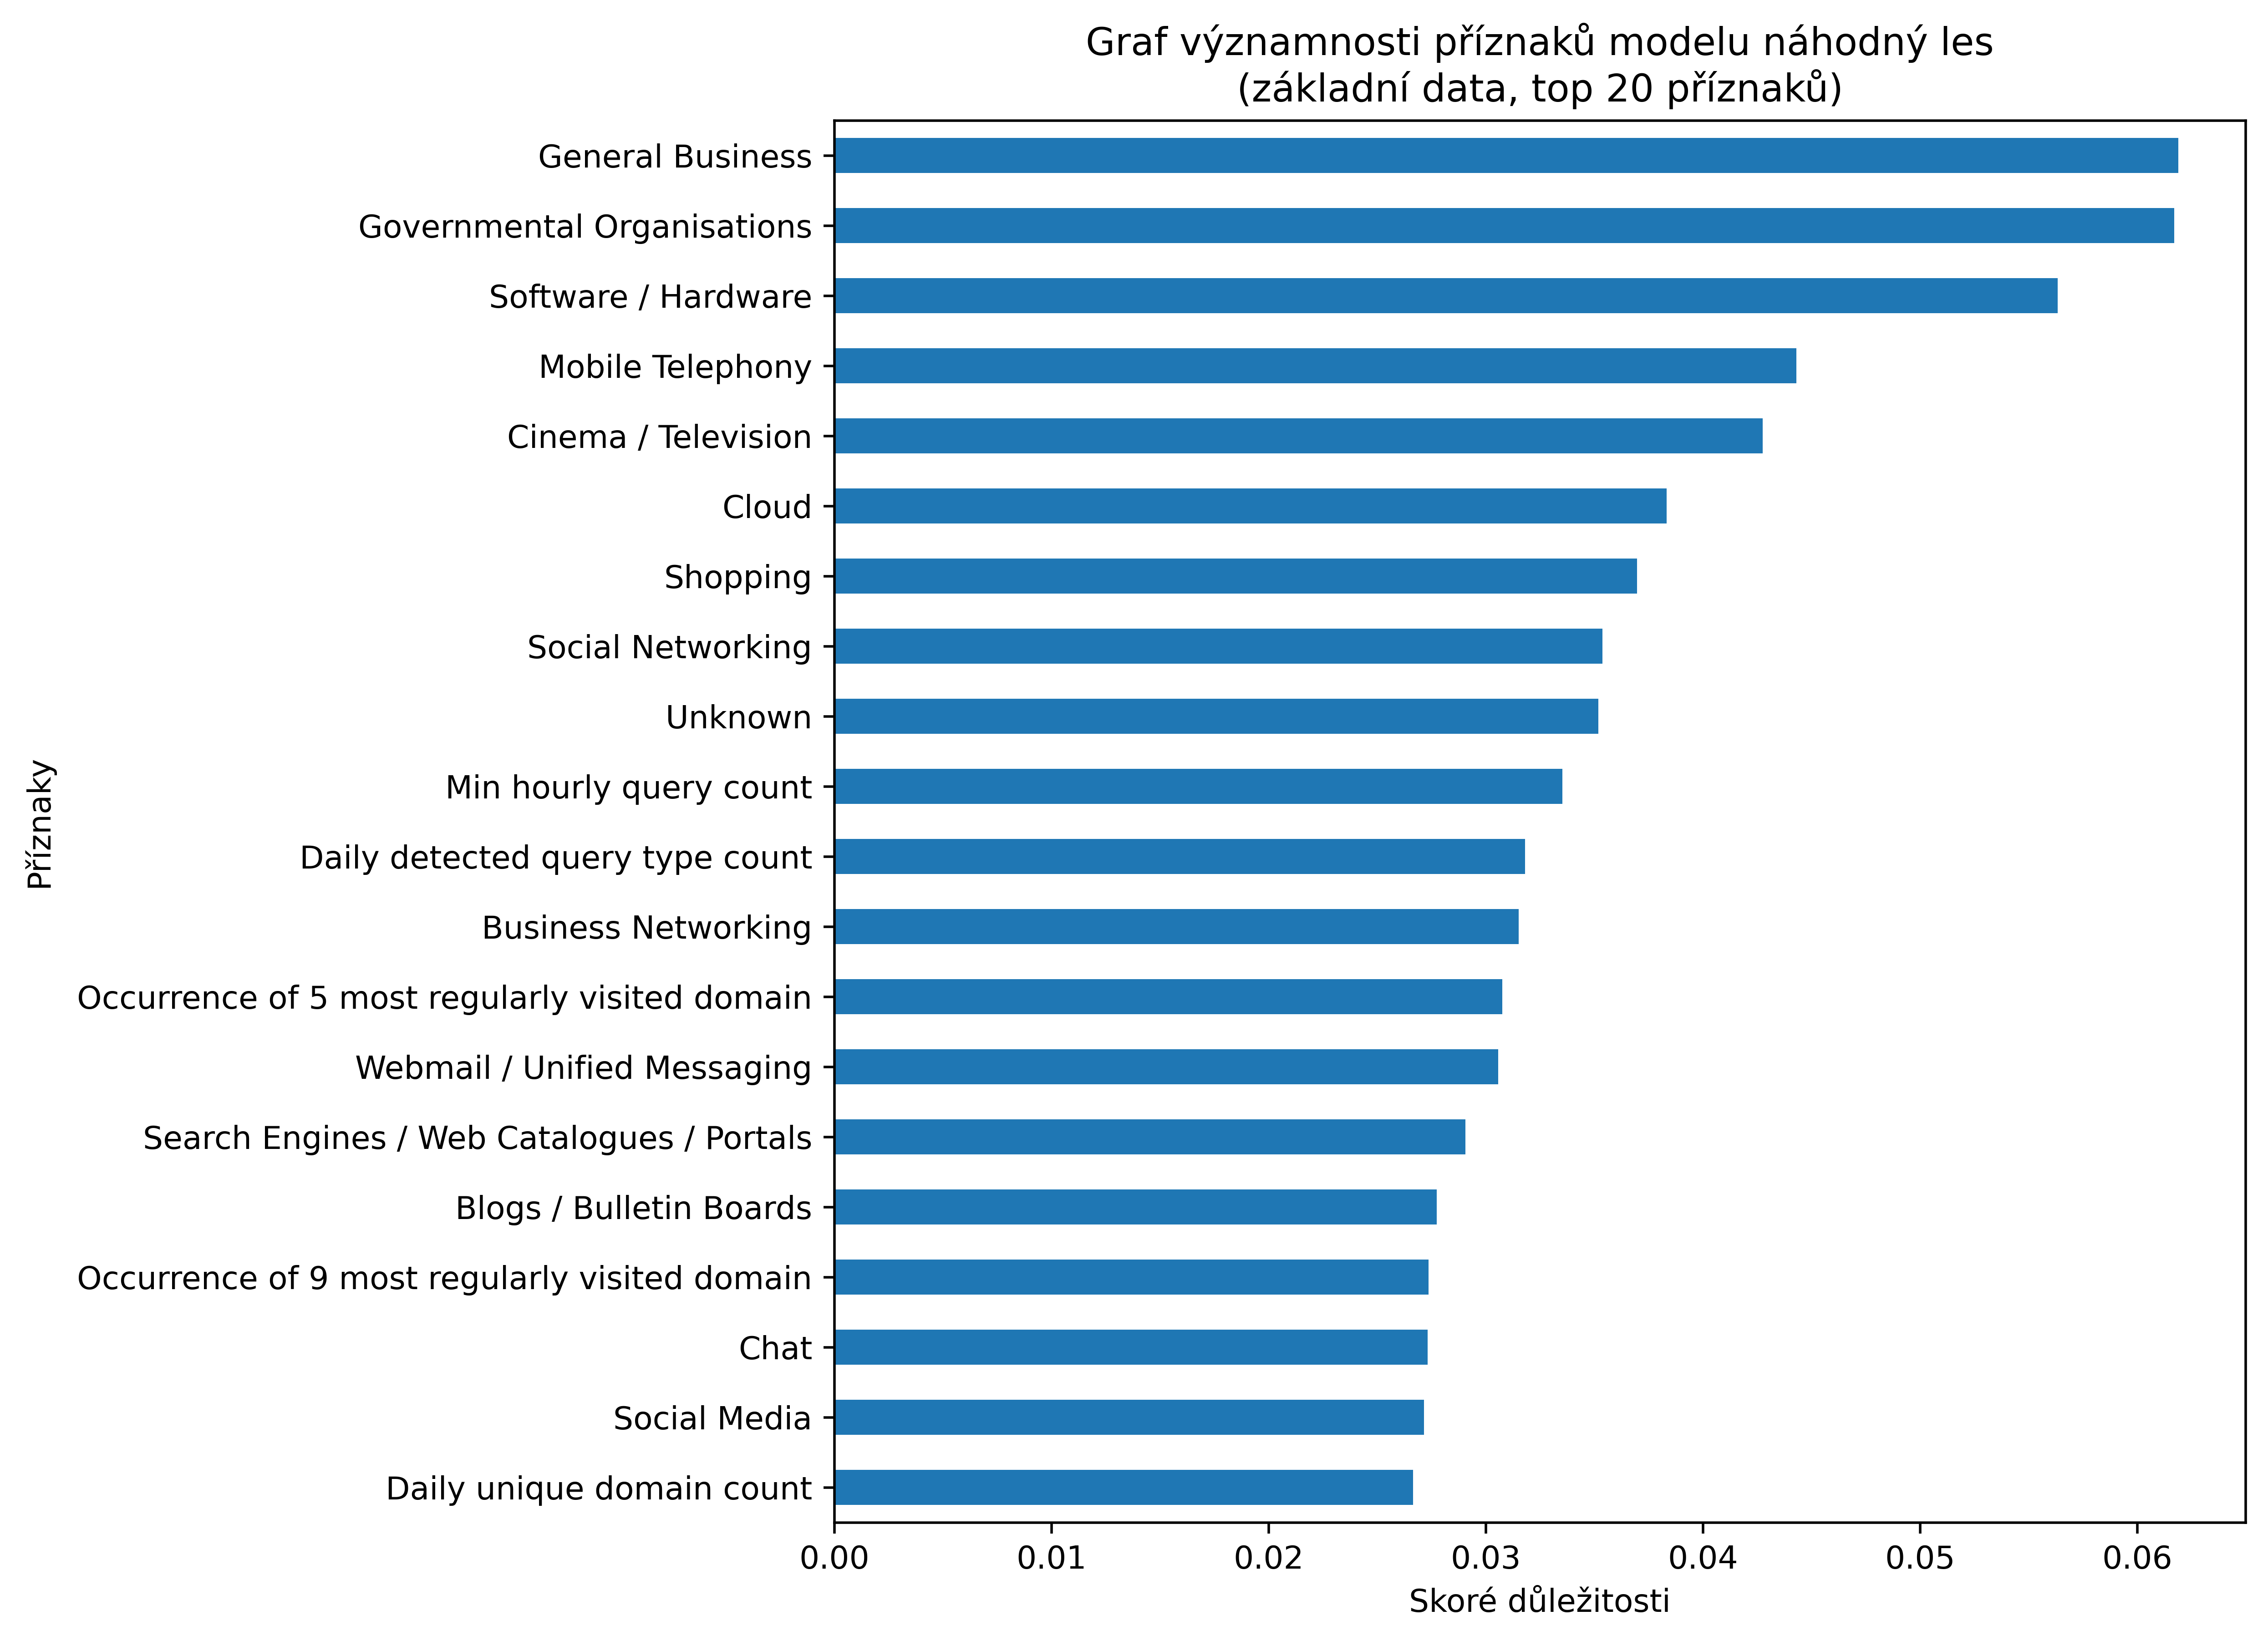 Graf významnosti příznaků modelu náhodný les
(základní data, top 20 příznaků)
Příznaky
General Business
Governmental Organisations
Software / Hardware
Mobile Telephony
Cinema / Television
Cloud
Shopping
Social Networking
Unknown
Min hourly query count
Daily detected query type count
Business Networking
Occurrence of 5 most regularly visited domain
Webmail / Unified Messaging
Search Engines / Web Catalogues / Portals
Blogs / Bulletin Boards
Occurrence of 9 most regularly visited domain
Chat
Social Media
Daily unique domain count
0.00 0.01 0.02 0.03 0.04 0.05 0.06
Skoré důležitosti